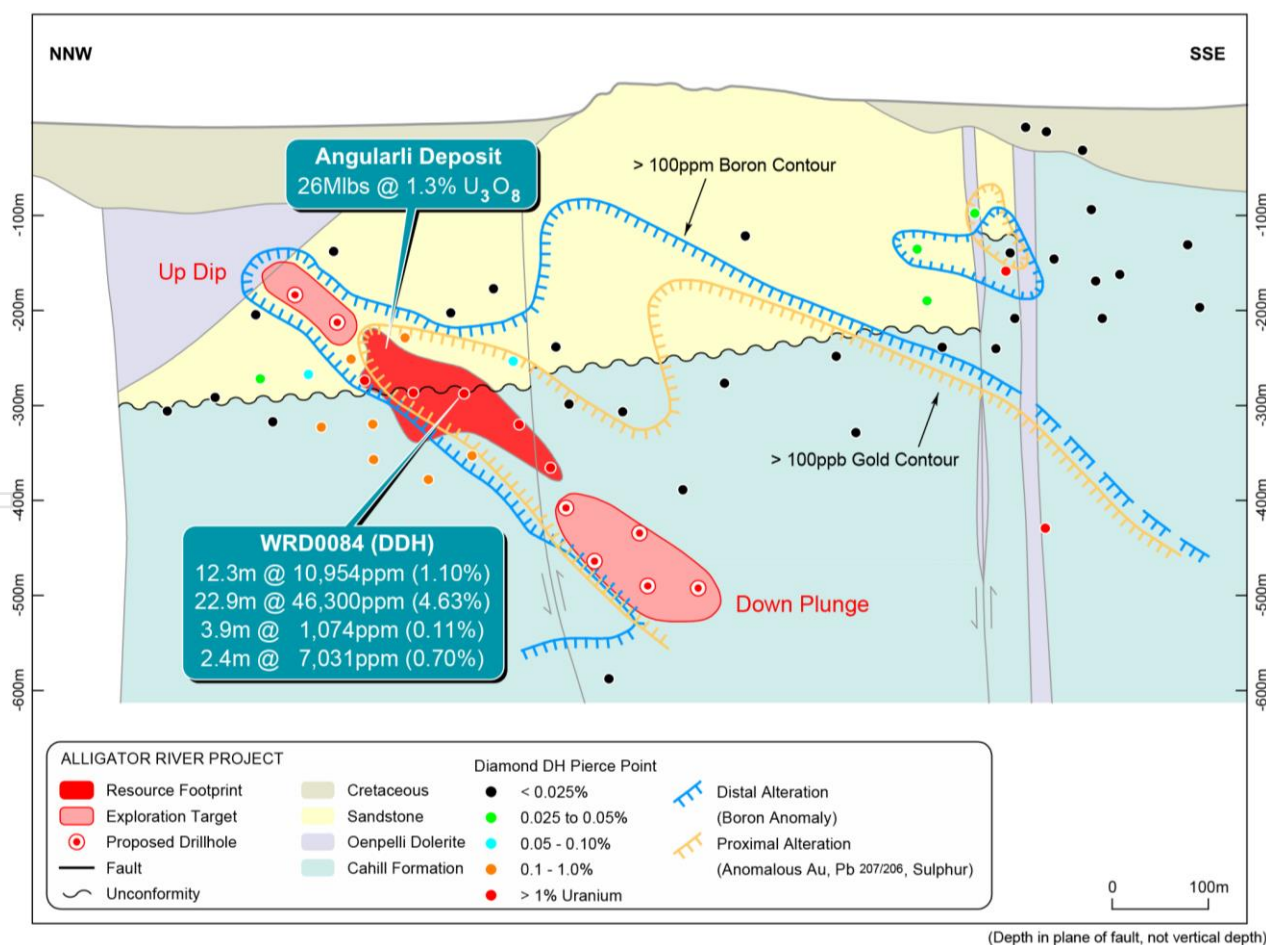 NNW
SSE
Angularli Deposit
26Mlbs @ 1.3% U₃O₈
> 100ppm Boron Contour
-100m
-100m
Up Dip
-200m
-200m
-300m
-300m
> 100ppb Gold Contour
-400m
-400m
WRD0084 (DDH)
12.3m @ 10,954ppm (1.10%)
22.9m @ 46,300ppm (4.63%)
3.9m @ 1,074ppm (0.11%)
2.4m @ 7,031ppm (0.70%)
-500m
-500m
Down Plunge
-600m
-600m
ALLIGATOR RIVER PROJECT
Resource Footprint
Exploration Target
Proposed Drillhole
Fault
Unconformity
Cretaceous
Sandstone
Oenpelli Dolerite
Cahill Formation
Diamond DH Pierce Point
< 0.025%
0.025 to 0.05%
0.05 - 0.10%
0.1 - 1.0%
> 1% Uranium
Distal Alteration
(Boron Anomaly)
Proximal Alteration
(Anomalous Au, Pb 207/206, Sulphur)
0 100m
(Depth in plane of fault, not vertical depth)